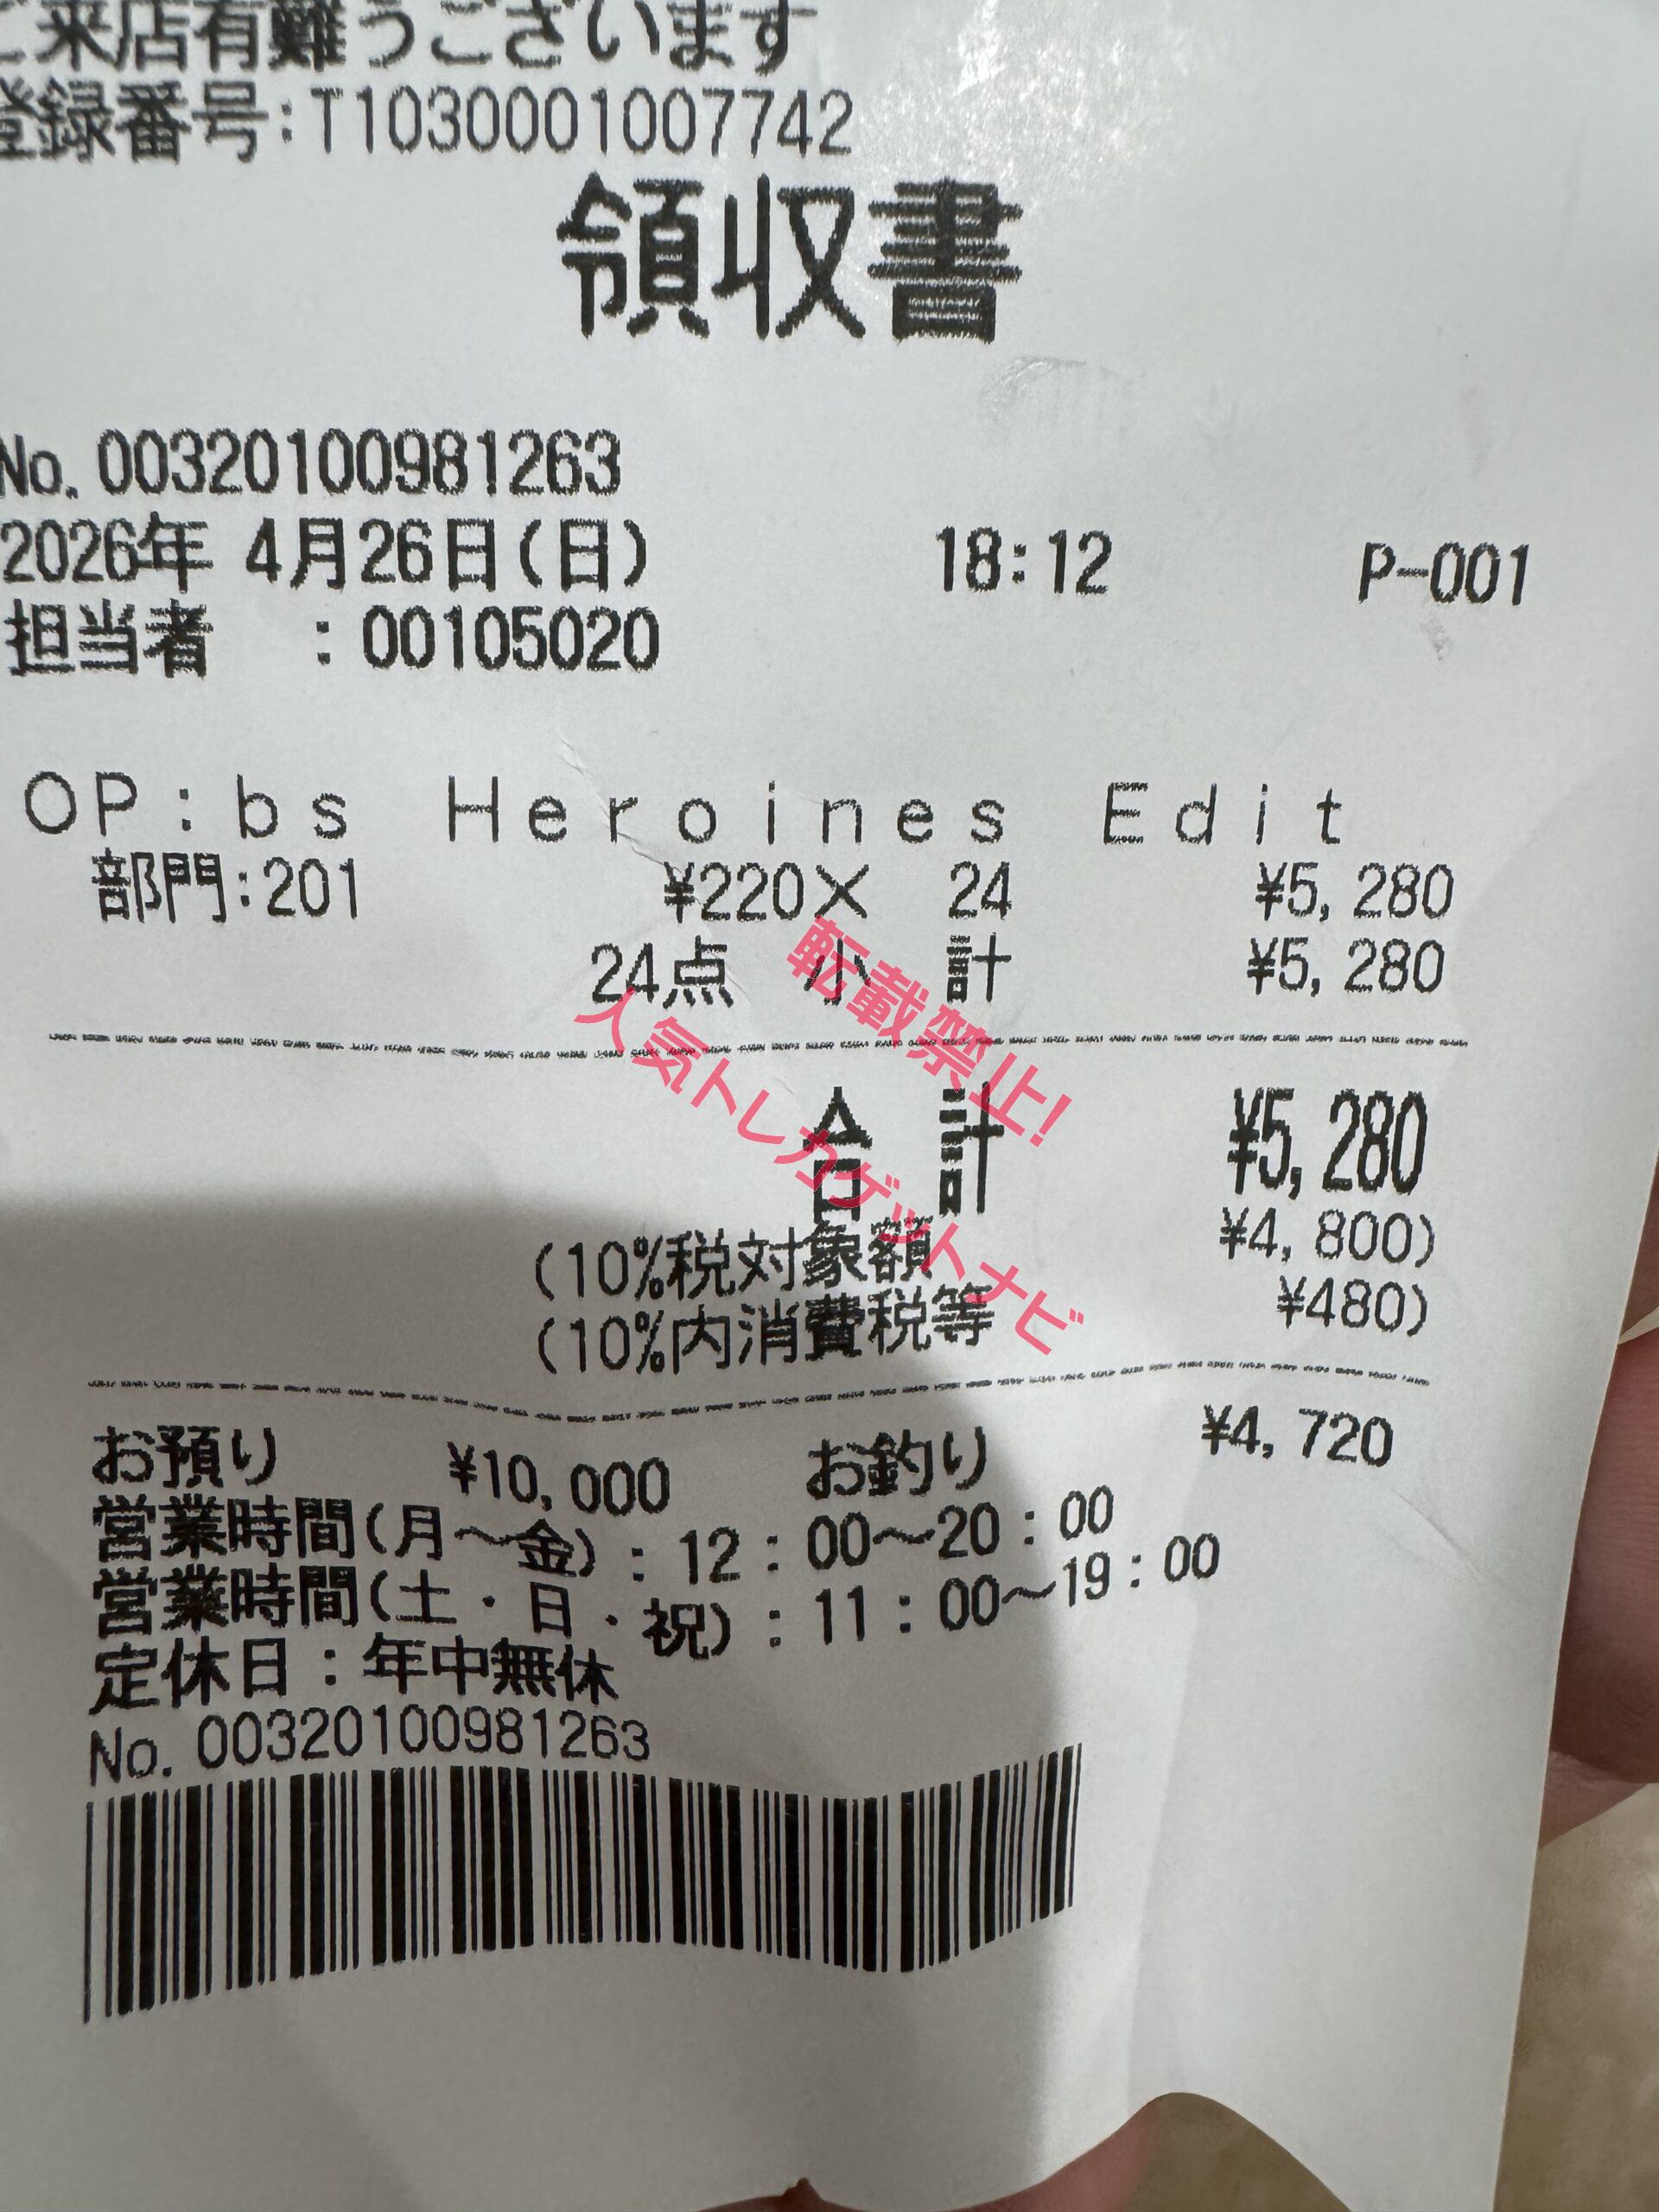 ご来店有難うございます
登録番号:T1030001007742
領収書
No.00320100981263
2026年 4月26日(日) 18:12 P-001
担当者 :00105020
OP:bs Heroines Edit
部門:201 ¥220× 24 ¥5,280
24点 小 計 ¥5,280
合 計 ¥5,280
(10%税対象額 ¥4,800)
(10%内消費税等 ¥480)
お預り ¥10,000 お釣り ¥4,720
営業時間(月～金):12:00～20:00
営業時間(土・日・祝):11:00～19:00
定休日:年中無休
No.00320100981263
転載禁止!
人気トレカゲットナビ